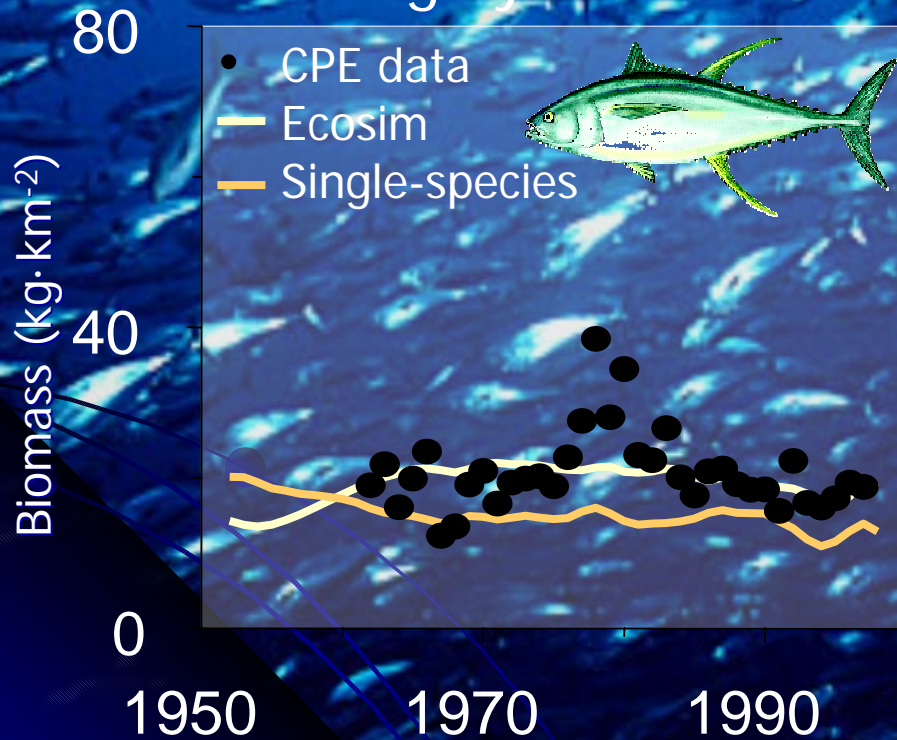 80
CPE data
Ecosim
Single-species
Biomass (kg·km-2)
40
0
1950 1970 1990